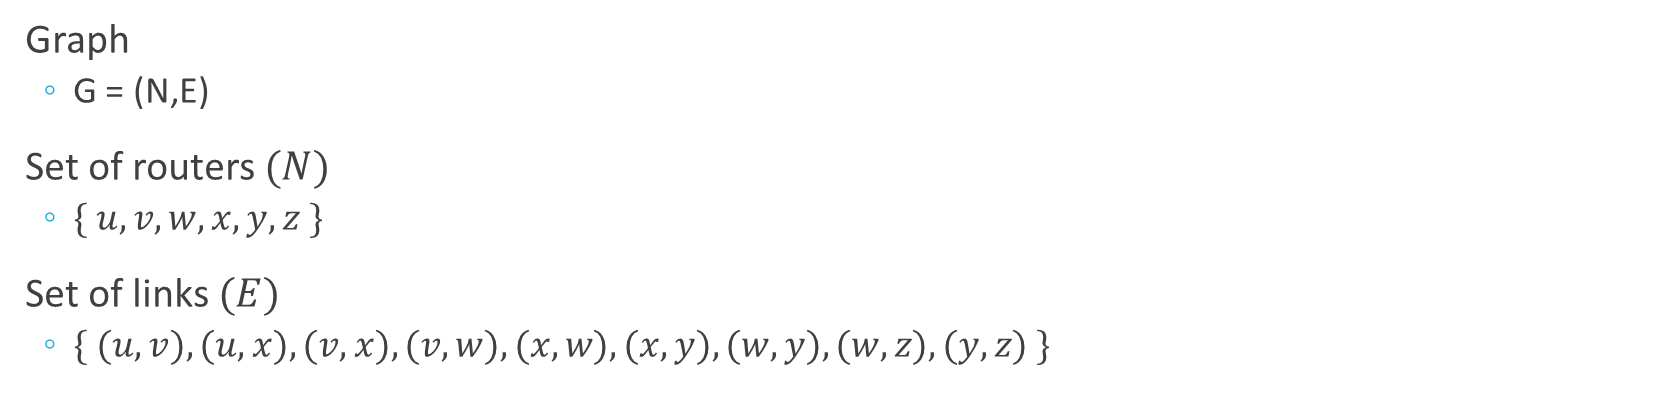 Graph
◦ G = (N,E)
Set of routers (𝑁)
◦ { 𝑢, 𝑣, 𝑤, 𝑥, 𝑦, 𝑧 }
Set of links (𝐸)
◦ { (𝑢, 𝑣), (𝑢, 𝑥), (𝑣, 𝑥), (𝑣, 𝑤), (𝑥, 𝑤), (𝑥, 𝑦), (𝑤, 𝑦), (𝑤, 𝑧), (𝑦, 𝑧) }